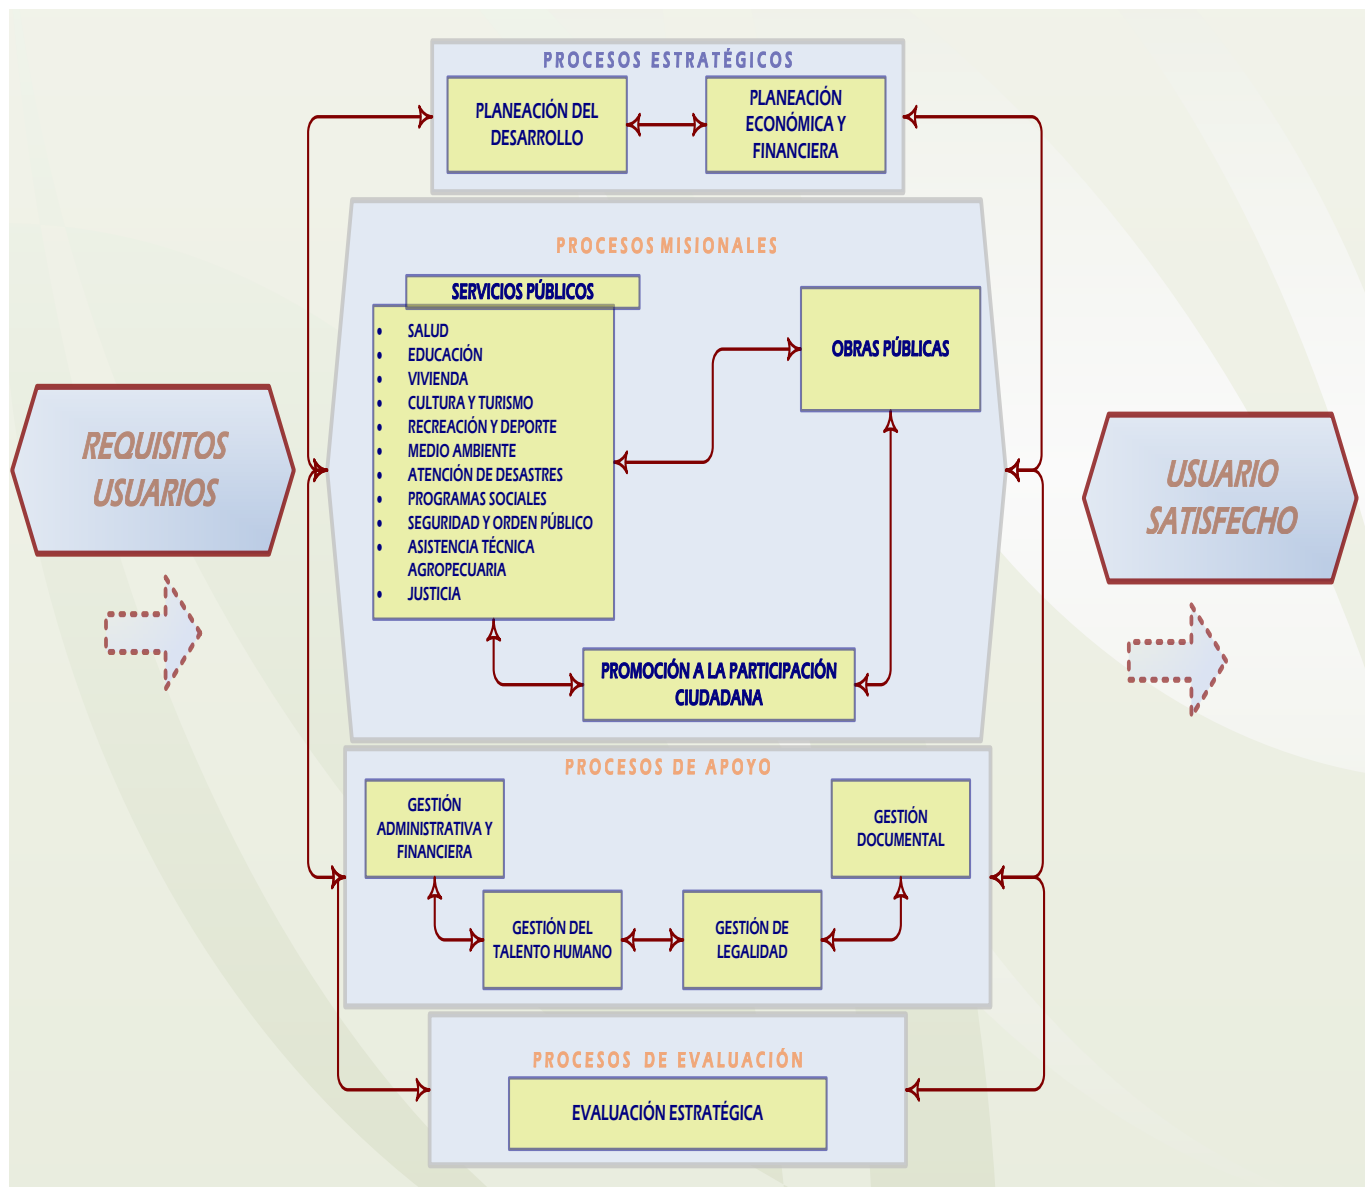 PROCESOS ESTRATÉGICOS
PLANEACIÓN DEL
DESARROLLO
PLANEACIÓN
ECONÓMICA Y
FINANCIERA
PROCESOS MISIONALES
SERVICIOS PÚBLICOS
• SALUD
• EDUCACIÓN
• VIVIENDA
• CULTURA Y TURISMO
• RECREACIÓN Y DEPORTE
• MEDIO AMBIENTE
• ATENCIÓN DE DESASTRES
• PROGRAMAS SOCIALES
• SEGURIDAD Y ORDEN PÚBLICO
• ASISTENCIA TÉCNICA
AGROPECUARIA
• JUSTICIA
OBRAS PÚBLICAS
PROMOCIÓN A LA PARTICIPACIÓN
CIUDADANA
REQUISITOS
USUARIOS
USUARIO
SATISFECHO
PROCESOS DE APOYO
GESTIÓN
ADMINISTRATIVA Y
FINANCIERA
GESTIÓN DEL
TALENTO HUMANO
GESTIÓN DE
LEGALIDAD
GESTIÓN
DOCUMENTAL
PROCESOS DE EVALUACIÓN
EVALUACIÓN ESTRATÉGICA